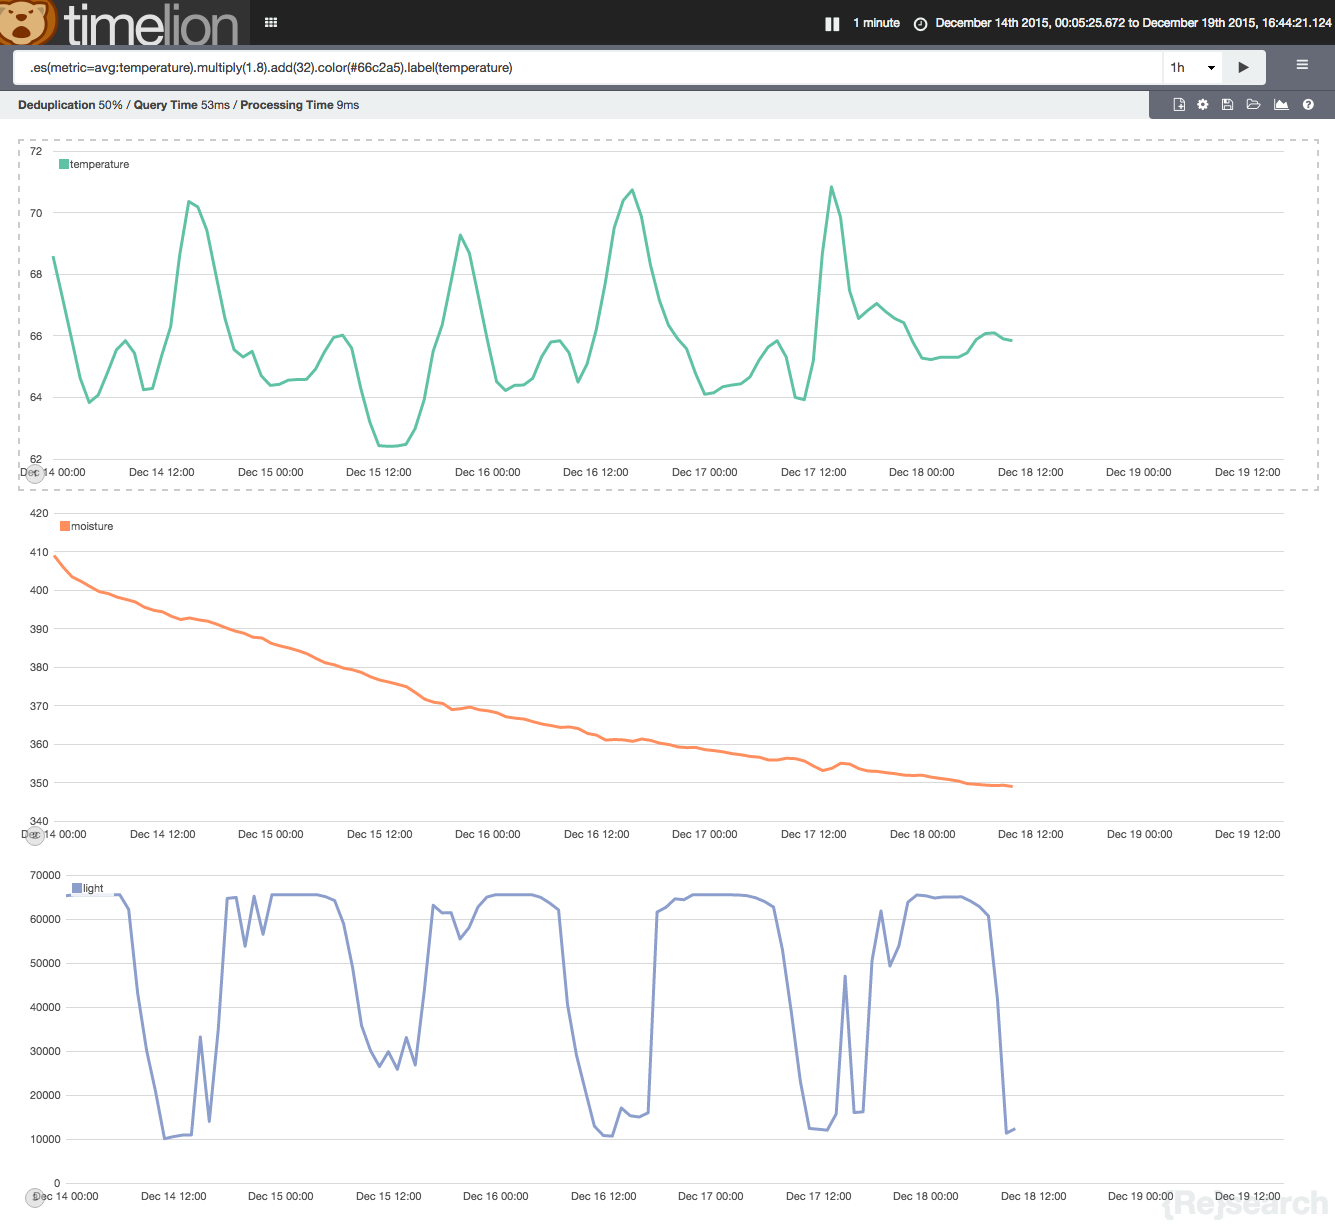 timelion
1 minute December 14th 2015, 00:05:25.672 to December 19th 2015, 16:44:21.124
.es(metric=avg:temperature).multiply(1.8).add(32).color(#66c2a5).label(temperature) 1h
Deduplication 50% / Query Time 53ms / Processing Time 9ms
temperature
72
70
68
66
64
62
Dec 14 00:00 Dec 14 12:00 Dec 15 00:00 Dec 15 12:00 Dec 16 00:00 Dec 16 12:00 Dec 17 00:00 Dec 17 12:00 Dec 18 00:00 Dec 18 12:00 Dec 19 00:00 Dec 19 12:00
moisture
420
410
400
390
380
370
360
350
340
Dec 14 00:00 Dec 14 12:00 Dec 15 00:00 Dec 15 12:00 Dec 16 00:00 Dec 16 12:00 Dec 17 00:00 Dec 17 12:00 Dec 18 00:00 Dec 18 12:00 Dec 19 00:00 Dec 19 12:00
light
70000
60000
50000
40000
30000
20000
10000
0
Dec 14 00:00 Dec 14 12:00 Dec 15 00:00 Dec 15 12:00 Dec 16 00:00 Dec 16 12:00 Dec 17 00:00 Dec 17 12:00 Dec 18 00:00 Dec 18 12:00 Dec 19 00:00 Dec 19 12:00
{Re}search